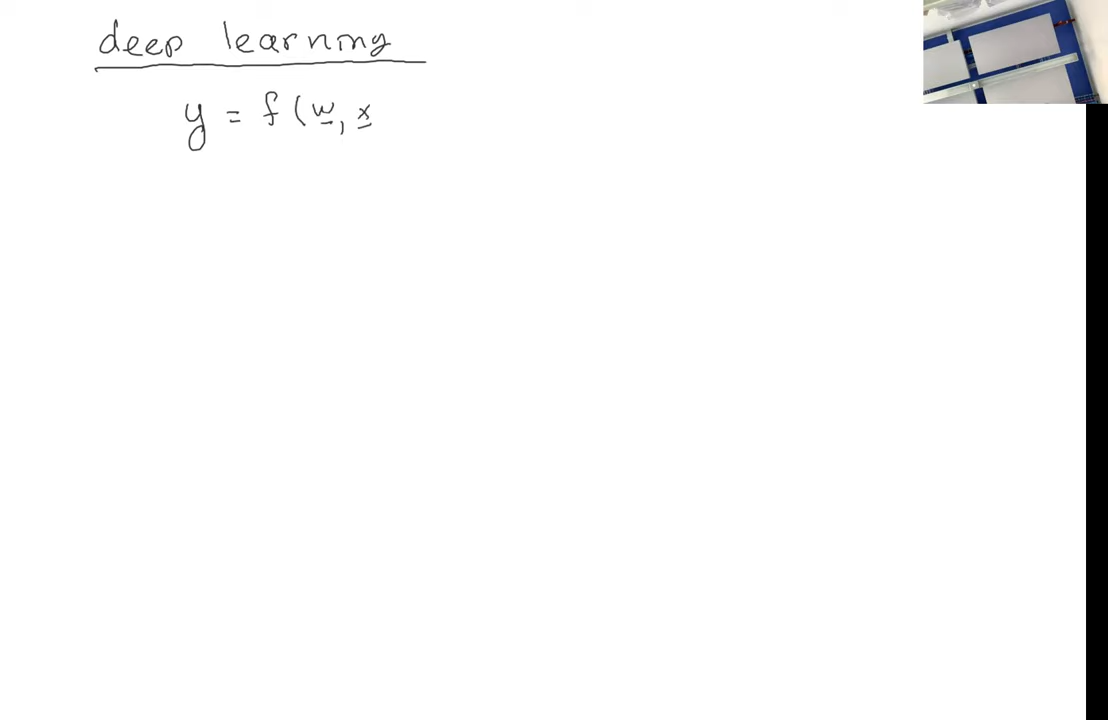 deep learning
y = f(w, x